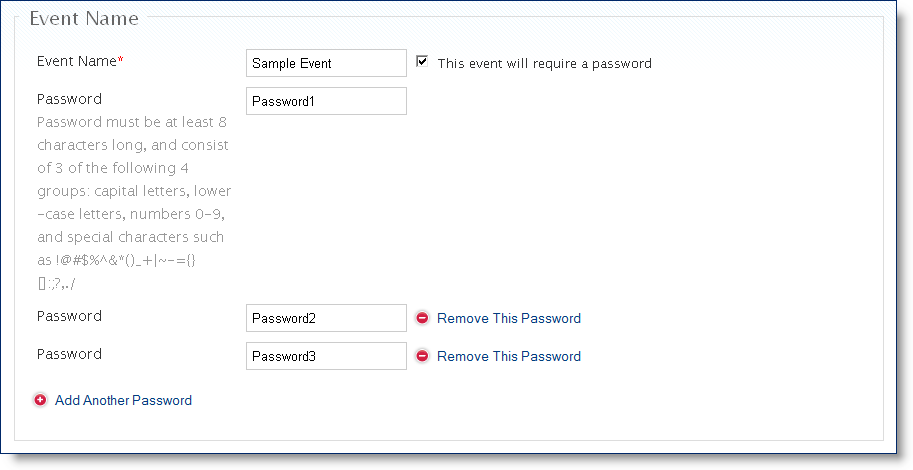 Event Name
Event Name* Sample Event This event will require a password
Password Password1
Password must be at least 8
characters long, and consist
of 3 of the following 4
groups: capital letters, lower
-case letters, numbers 0-9,
and special characters such
as !@#$%^&*()_+|~-={}
[]:;?,./
Password Password2 Remove This Password
Password Password3 Remove This Password
Add Another Password